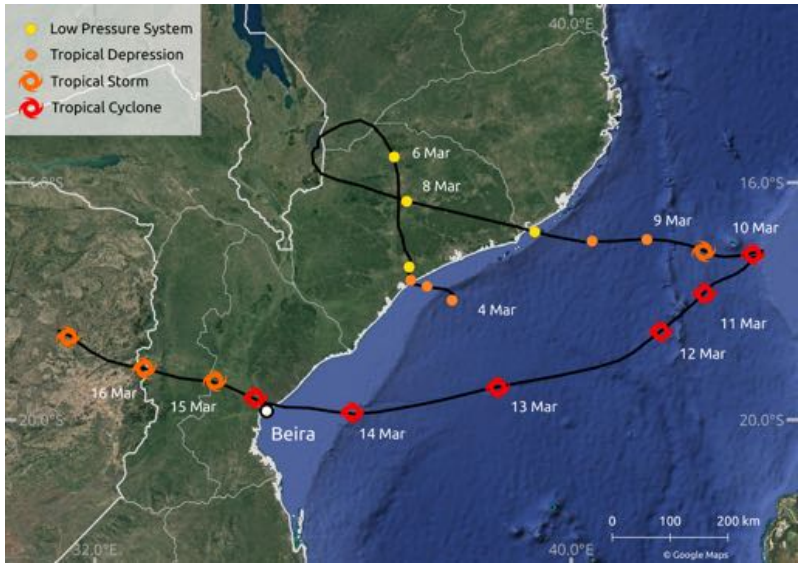 Low Pressure System
Tropical Depression
Tropical Storm
Tropical Cyclone
40.0°E
6 Mar
16.0°S
16.0°S
8 Mar
9 Mar
10 Mar
4 Mar
11 Mar
12 Mar
16 Mar
13 Mar
15 Mar
20.0°S
14 Mar
20.0°S
Beira
0 100 200 km
32.0°E
40.0°E
© Google Maps